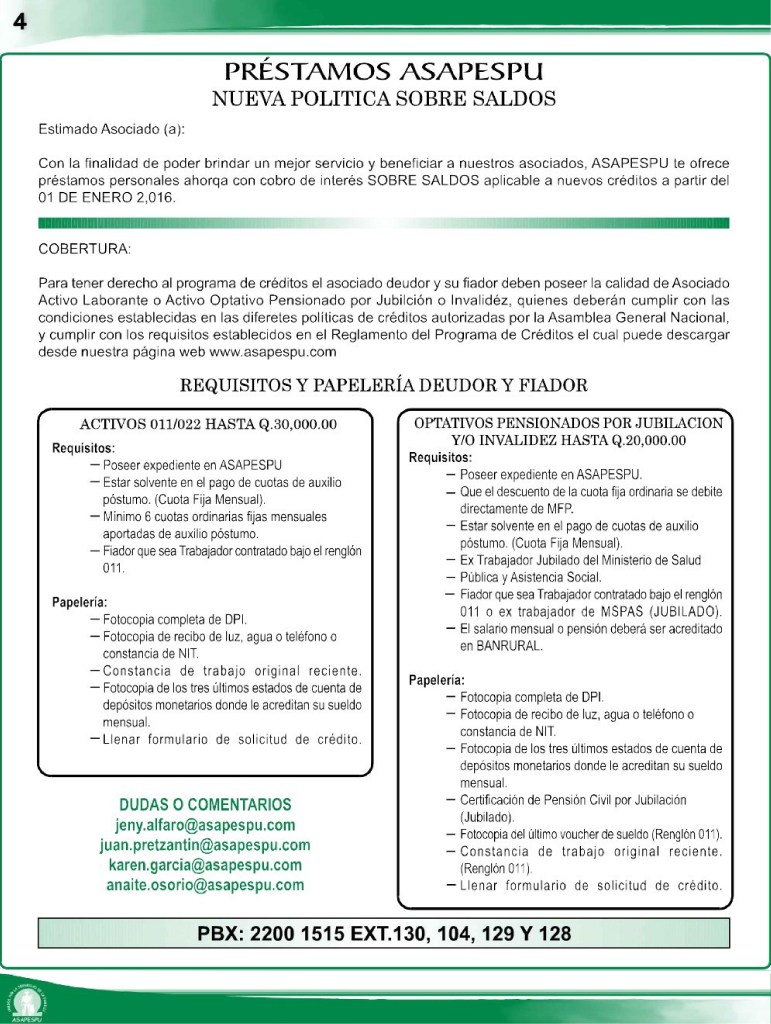 4
PRÉSTAMOS ASAPESPU
NUEVA POLITICA SOBRE SALDOS
Estimado Asociado (a):
Con la finalidad de poder brindar un mejor servicio y beneficiar a nuestros asociados, ASAPESPU te ofrece
préstamos personales ahorqa con cobro de interés SOBRE SALDOS aplicable a nuevos créditos a partir del
01 DE ENERO 2,016.
COBERTURA:
Para tener derecho al programa de créditos el asociado deudor y su fiador deben poseer la calidad de Asociado
Activo Laborante o Activo Optativo Pensionado por Jubilción o Invalidéz, quienes deberán cumplir con las
condiciones establecidas en las diferetes políticas de créditos autorizadas por la Asamblea General Nacional,
y cumplir con los requisitos establecidos en el Reglamento del Programa de Créditos el cual puede descargar
desde nuestra página web www.asapespu.com
REQUISITOS Y PAPELERÍA DEUDOR Y FIADOR
ACTIVOS 011/022 HASTA Q.30,000.00
Requisitos:
— Poseer expediente en ASAPESPU
— Estar solvente en el pago de cuotas de auxilio
póstumo. (Cuota Fija Mensual).
— Mínimo 6 cuotas ordinarias fijas mensuales
aportadas de auxilio póstumo.
— Fiador que sea Trabajador contratado bajo el renglón
011.
Papelería:
— Fotocopia completa de DPI.
— Fotocopia de recibo de luz, agua o teléfono o
constancia de NIT.
— Constancia de trabajo original reciente.
— Fotocopia de los tres últimos estados de cuenta de
depósitos monetarios donde le acreditan su sueldo
mensual.
— Llenar formulario de solicitud de crédito.
OPTATIVOS PENSIONADOS POR JUBILACION
Y/O INVALIDEZ HASTA Q.20,000.00
Requisitos:
— Poseer expediente en ASAPESPU.
— Que el descuento de la cuota fija ordinaria se debite
directamente de MFP.
— Estar solvente en el pago de cuotas de auxilio
póstumo. (Cuota Fija Mensual).
— Ex Trabajador Jubilado del Ministerio de Salud
— Pública y Asistencia Social.
— Fiador que sea Trabajador contratado bajo el renglón
011 o ex trabajador de MSPAS (JUBILADO).
— El salario mensual o pensión deberá ser acreditado
en BANRURAL.
Papelería:
— Fotocopia completa de DPI.
— Fotocopia de recibo de luz, agua o teléfono o
constancia de NIT.
— Fotocopia de los tres últimos estados de cuenta de
depósitos monetarios donde le acreditan su sueldo
mensual.
— Certificación de Pensión Civil por Jubilación
(Jubilado).
— Fotocopia del último voucher de sueldo (Renglón 011).
— Constancia de trabajo original reciente.
(Renglón 011).
— Llenar formulario de solicitud de crédito.
DUDAS O COMENTARIOS
jeny.alfaro@asapespu.com
juan.pretzantin@asapespu.com
karen.garcia@asapespu.com
anaite.osorio@asapespu.com
PBX: 2200 1515 EXT.130, 104, 129 Y 128
ASAPESPU